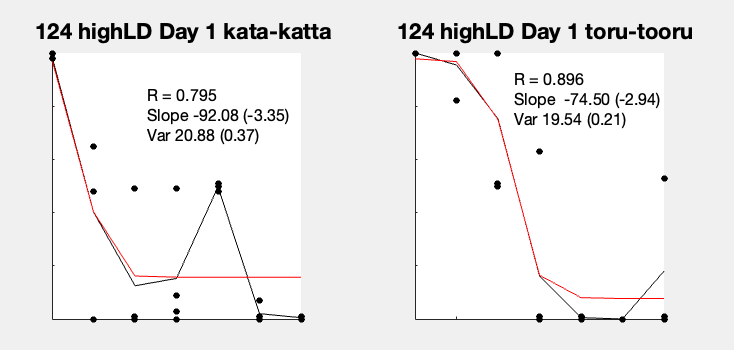 124 highLD Day 1 kata-katta
R = 0.795
Slope -92.08 (-3.35)
Var 20.88 (0.37)
124 highLD Day 1 toru-tooru
R = 0.896
Slope  -74.50 (-2.94)
Var 19.54 (0.21)